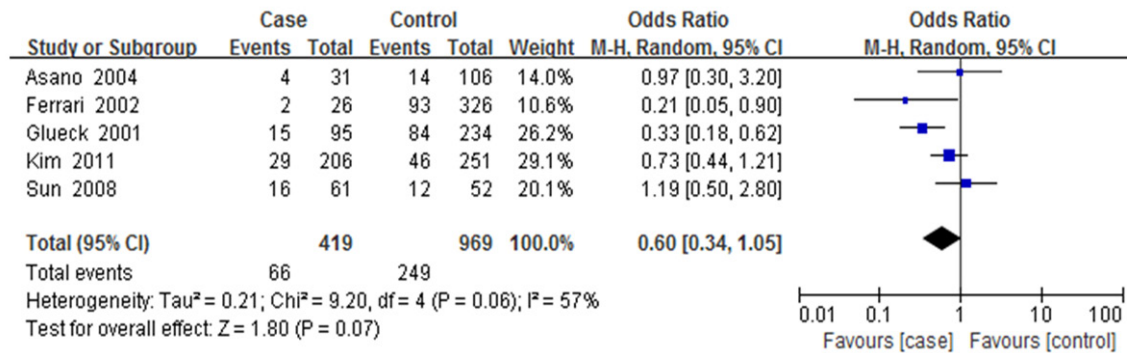 Case Control Odds Ratio Odds Ratio
Study or Subgroup Events Total Events Total Weight M-H, Random, 95% CI M-H, Random, 95% CI
Asano 2004 4 31 14 106 14.0% 0.97 [0.30, 3.20]
Ferrari 2002 2 26 93 326 10.6% 0.21 [0.05, 0.90]
Glueck 2001 15 95 84 234 26.2% 0.33 [0.18, 0.62]
Kim 2011 29 206 46 251 29.1% 0.73 [0.44, 1.21]
Sun 2008 16 61 12 52 20.1% 1.19 [0.50, 2.80]
Total (95% CI) 419 969 100.0% 0.60 [0.34, 1.05]
Total events 66 249
Heterogeneity: Tau² = 0.21; Chi² = 9.20, df = 4 (P = 0.06); I² = 57%
Test for overall effect: Z = 1.80 (P = 0.07)
0.01 0.1 1 10 100
Favours [case] Favours [control]